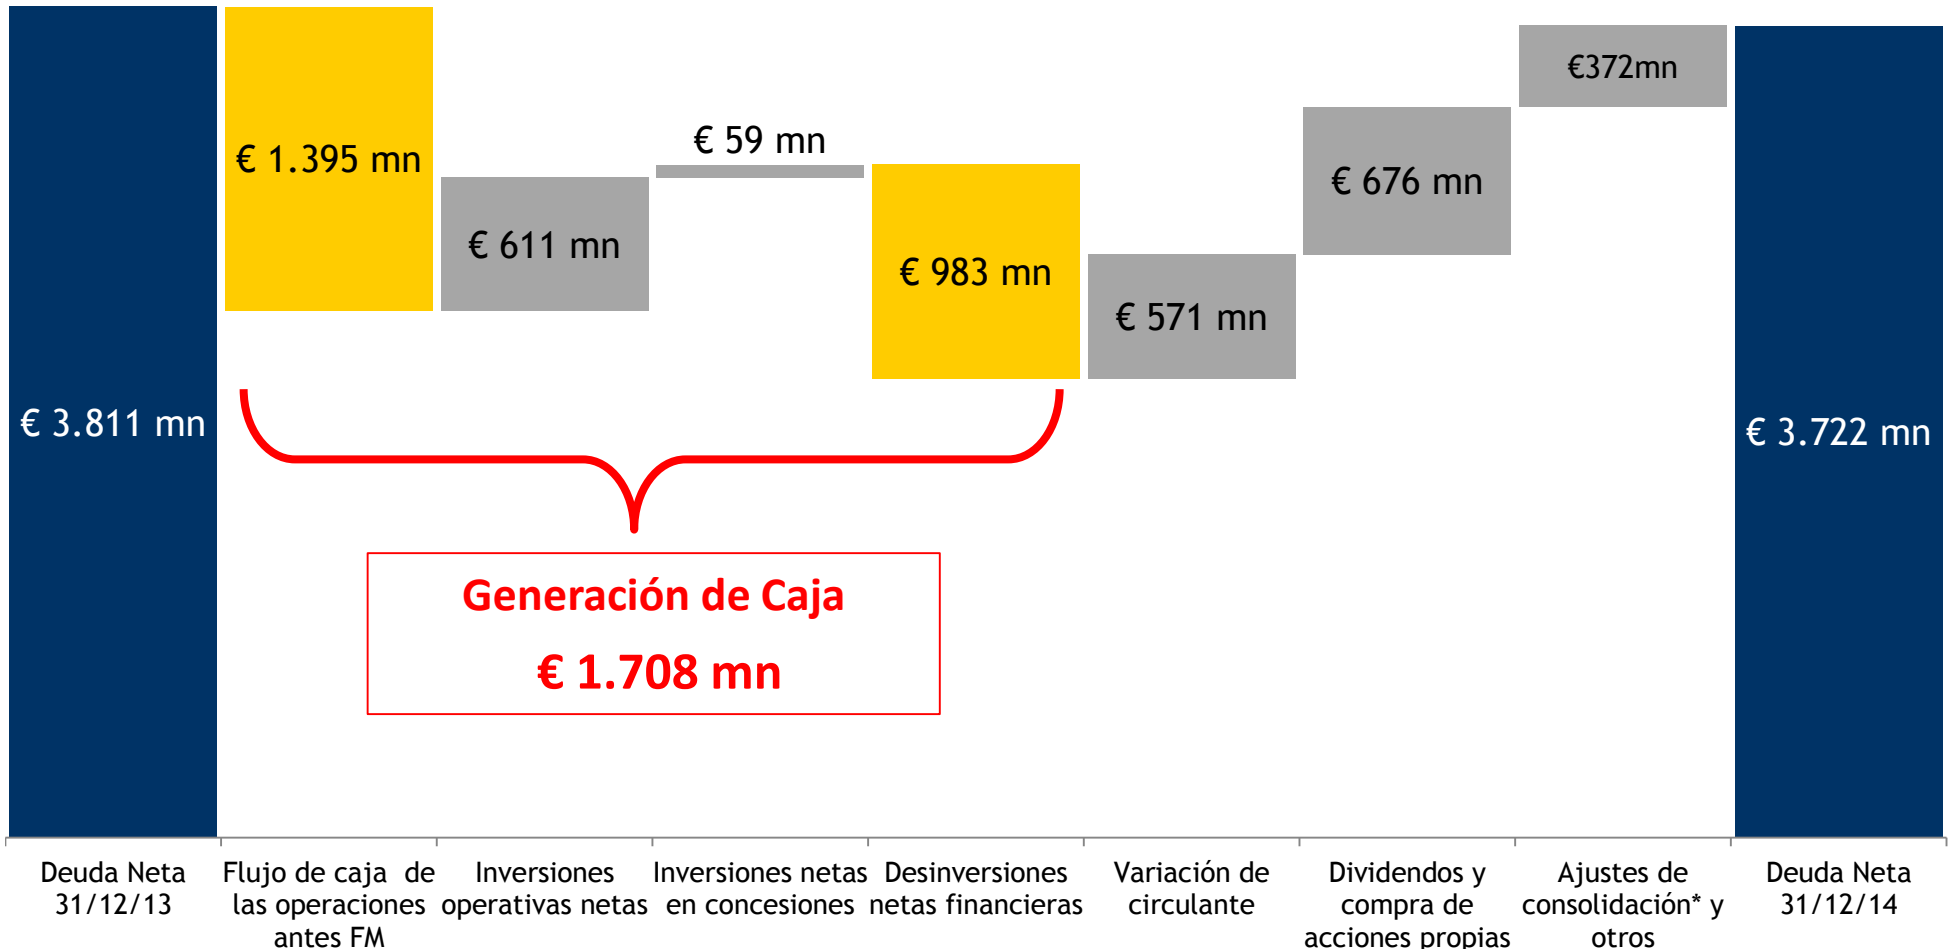 € 3.811 mn
€ 1.395 mn
€ 611 mn
€ 59 mn
€ 983 mn
€ 571 mn
€ 676 mn
€372mn
€ 3.722 mn
Generación de Caja
€ 1.708 mn
Deuda Neta
31/12/13
Flujo de caja de
las operaciones
antes FM
Inversiones
operativas netas
Inversiones netas
en concesiones
Desinversiones
netas financieras
Variación de
circulante
Dividendos y
compra de
acciones propias
Ajustes de
consolidación* y
otros
Deuda Neta
31/12/14